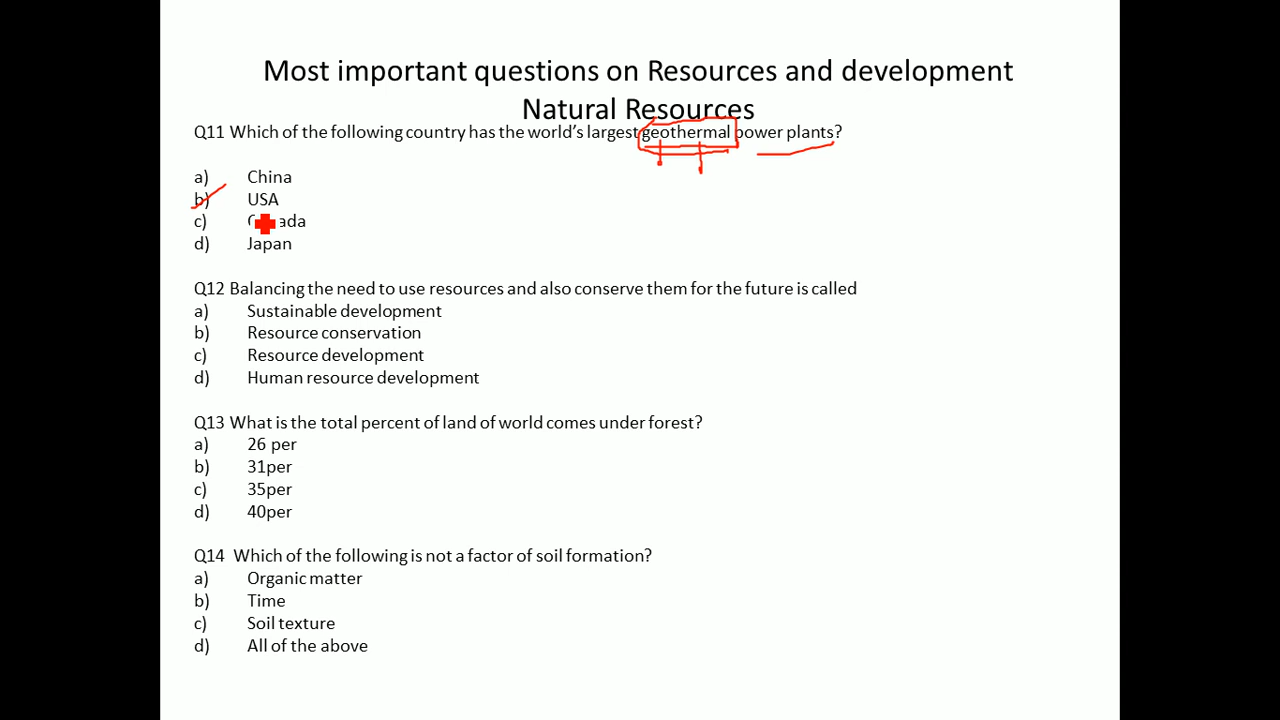 Most important questions on Resources and development
Natural Resources
Q11 Which of the following country has the world's largest geothermal power plants?
a) China
b) USA
c)
d) Japan
Q12 Balancing the need to use resources and also conserve them for the future is called
a) Sustainable development
b) Resource conservation
c) Resource development
d) Human resource development
Q13 What is the total percent of land of world comes under forest?
a) 26 per
b) 31per
c) 35per
d) 40per
Q14 Which of the following is not a factor of soil formation?
a) Organic matter
b) Time
c) Soil texture
d) All of the above